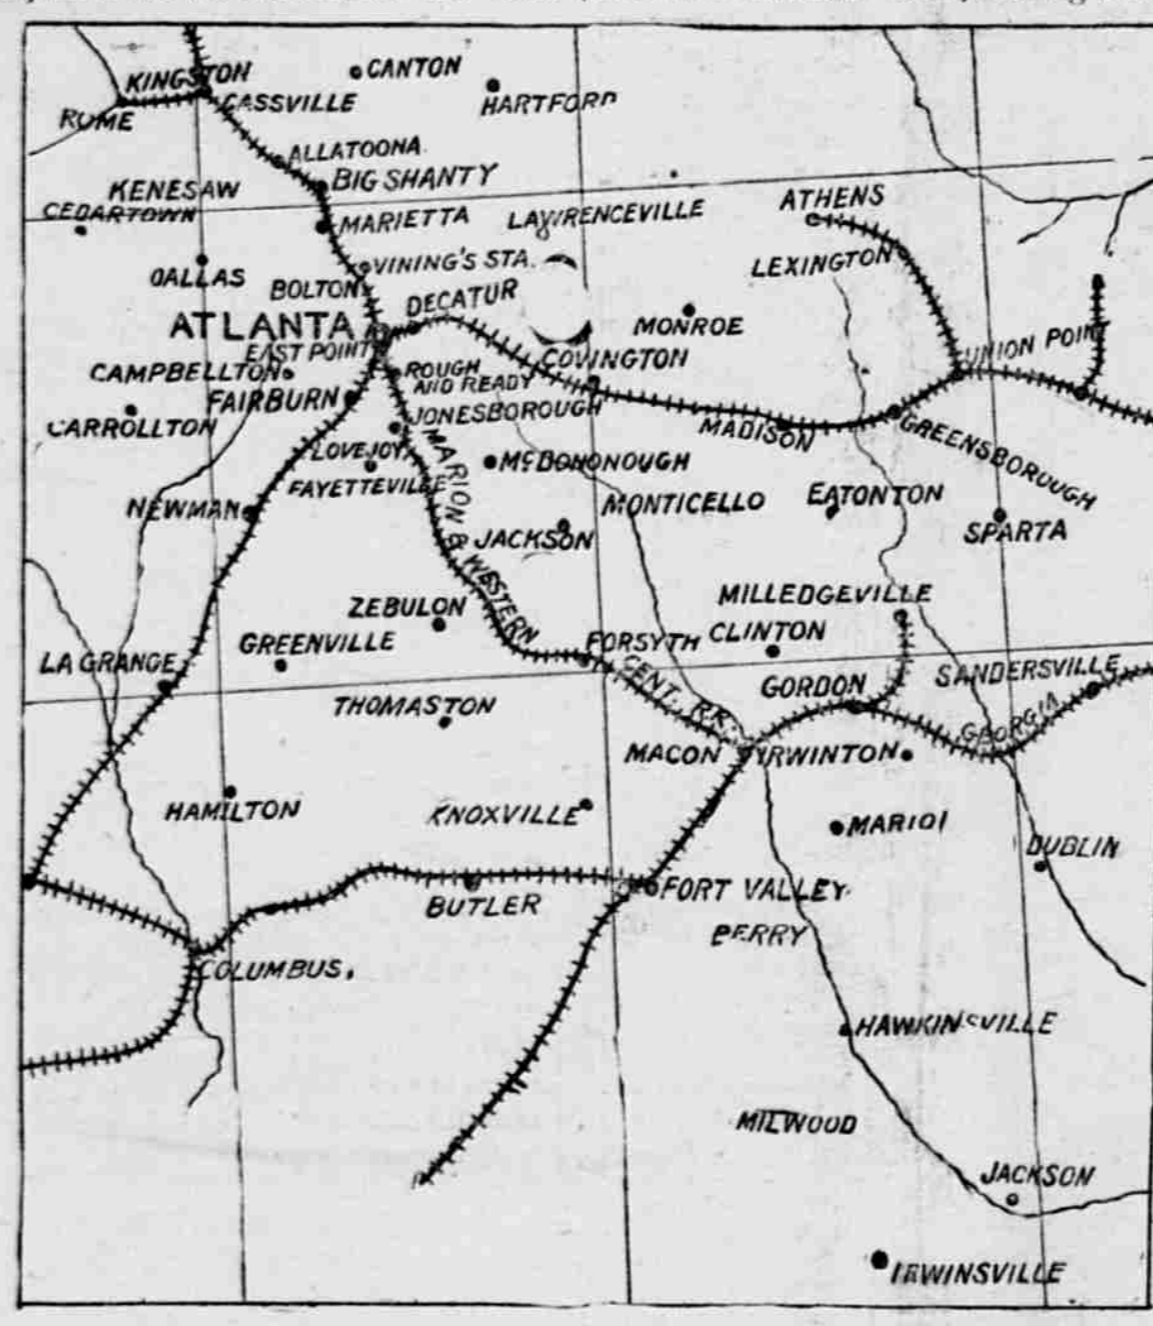 KINGSTON
CANTON
CASSVILLE
HARTFORD
ROME
ALLATOONA
BIG SHANTY
KENESAW
CEDARTOWN
MARIETTA
LAWRENCEVILLE
ATHENS
DALLAS
VINING'S STA.
LEXINGTON
BOLTON
DECATUR
ATLANTA
MONROE
EAST POINT
UNION POINT
CAMPBELLTON
ROUGH
AND READY
COVINGTON
FAIRBURN
JONESBOROUGH
CARROLLTON
MADISON
GREENSBOROUGH
LOVEJOY
MCDONONOUGH
FAYETTEVILLE
MARION & WESTERN
MONTICELLO
EATONTON
NEWMAN
JACKSON
SPARTA
ZEBULON
MILLEDGEVILLE
GREENVILLE
FORSYTH
CLINTON
LA GRANGE
CENT. R.R.
GORDON
SANDERSVILLE
THOMASTON
GEORGIA
MACON
YRWINTON
HAMILTON
KNOXVILLE
MARIOI
DUBLIN
BUTLER
FORT VALLEY
PERRY
COLUMBUS.
HAWKINSVILLE
MILWOOD
JACKSON
IRWINSVILLE